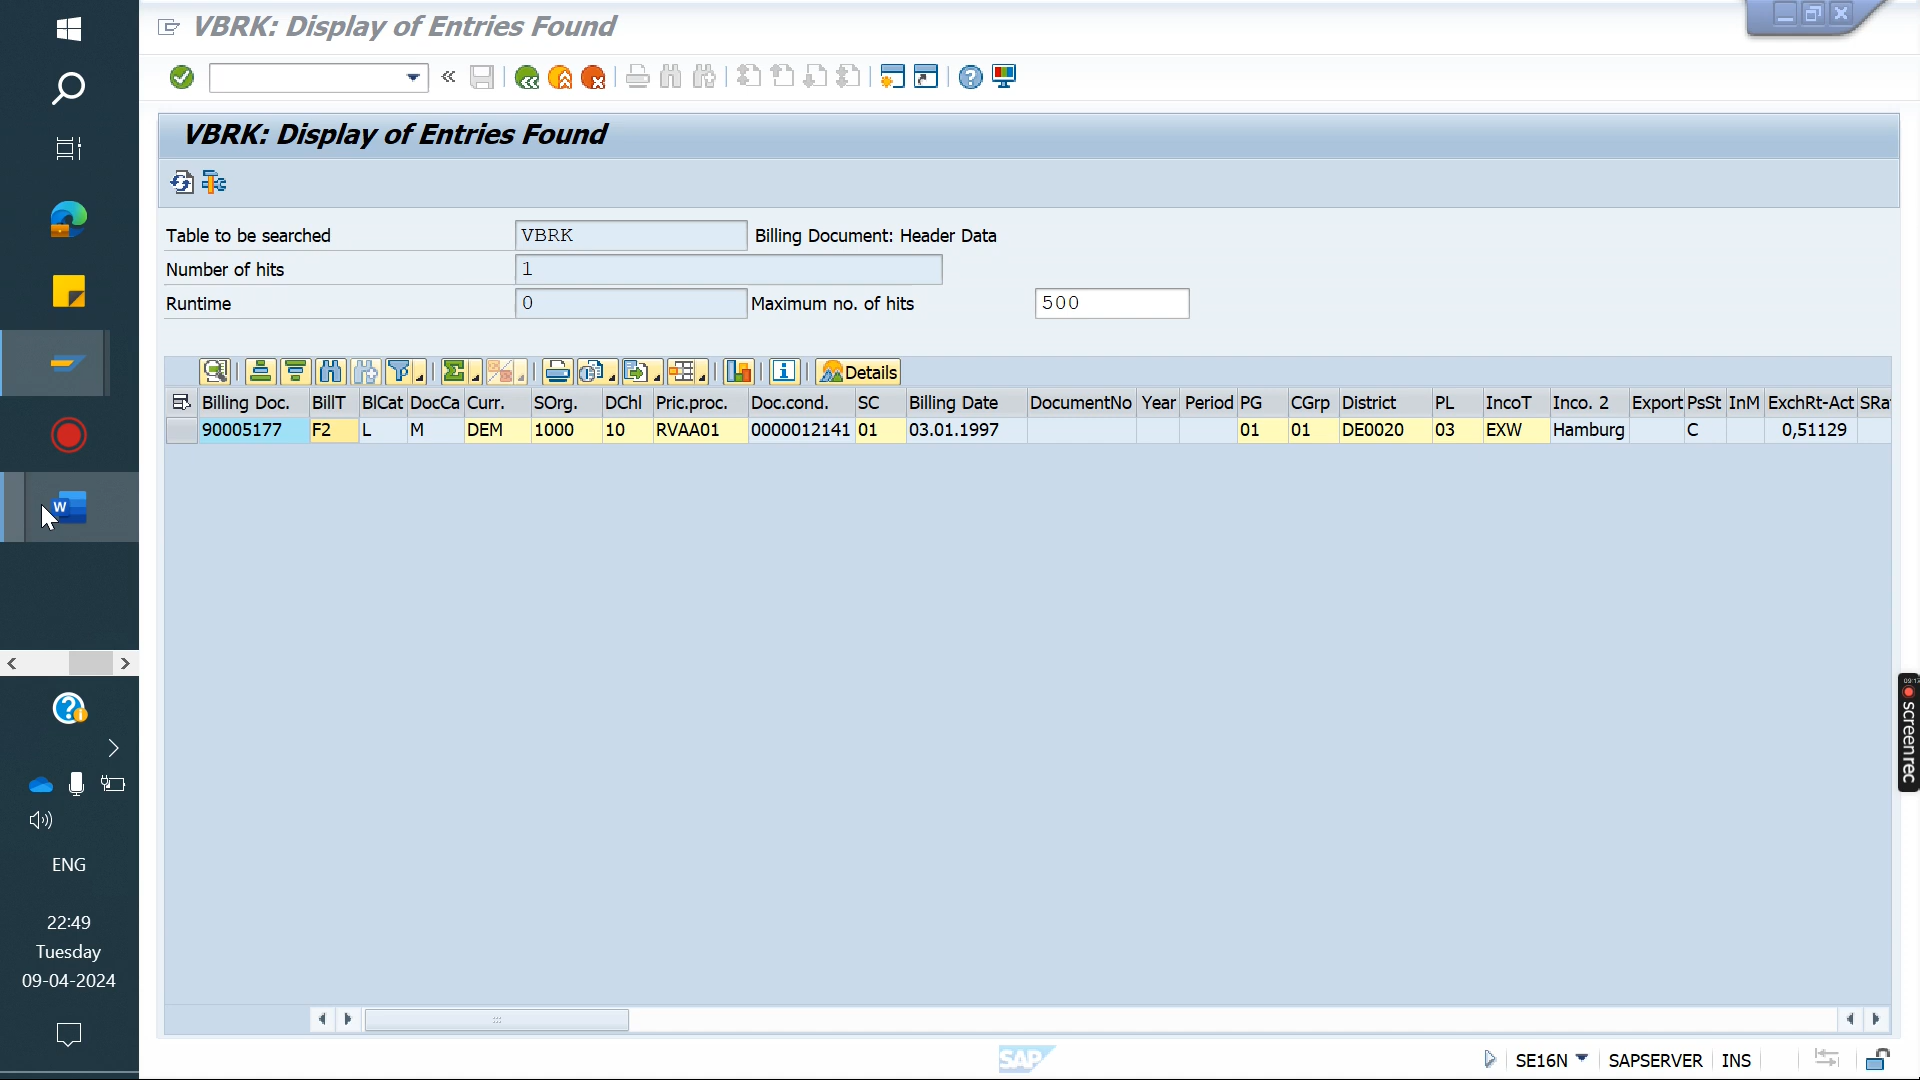 VBRK: Display of Entries Found
VBRK: Display of Entries Found
Table to be searched VBRK Billing Document: Header Data
Number of hits 1
Runtime 0 Maximum no. of hits 500
Details
Billing Doc. BillT BlCat DocCa Curr. SOrg. DChl Pric.proc. Doc.cond. SC Billing Date DocumentNo Year Period PG CGrp District PL IncoT Inco. 2 Export PsSt InM ExchRt-Act SRa
90005177 F2 L M DEM 1000 10 RVAA01 0000012141 01 03.01.1997 01 01 DE0020 03 EXW Hamburg C 0,51129
W
screenrec
ENG
22:49
Tuesday
09-04-2024
SAP
SE16N SAPSERVER INS